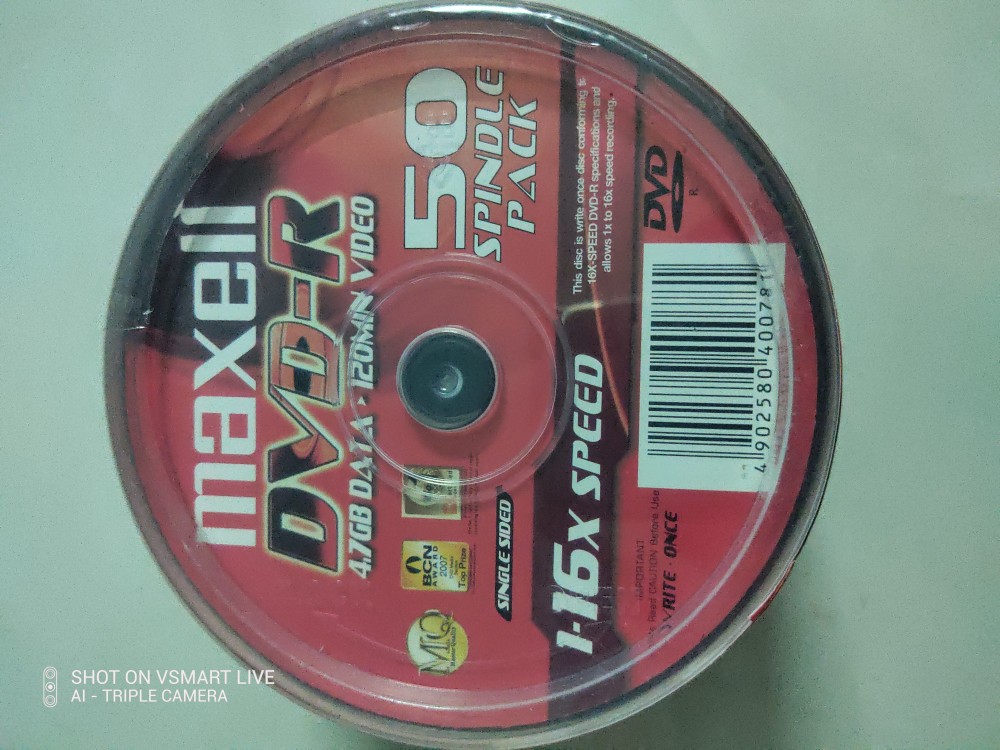 maxell
DVD-R
4.7GB DATA · 120MIN VIDEO
MQ
BCN
AWARD
2007
Top Prize
50
SPINDLE
PACK
SINGLE SIDED
1-16X SPEED
This disc is write once disc conforming to
16X-SPEED DVD-R specifications and
allows 1x to 16x speed recording.
DVD
R
IMPORTANT
Read CAUTION Before Use
WRITE · ONCE
4 902580 40078
SHOT ON VSMART LIVE
AI - TRIPLE CAMERA